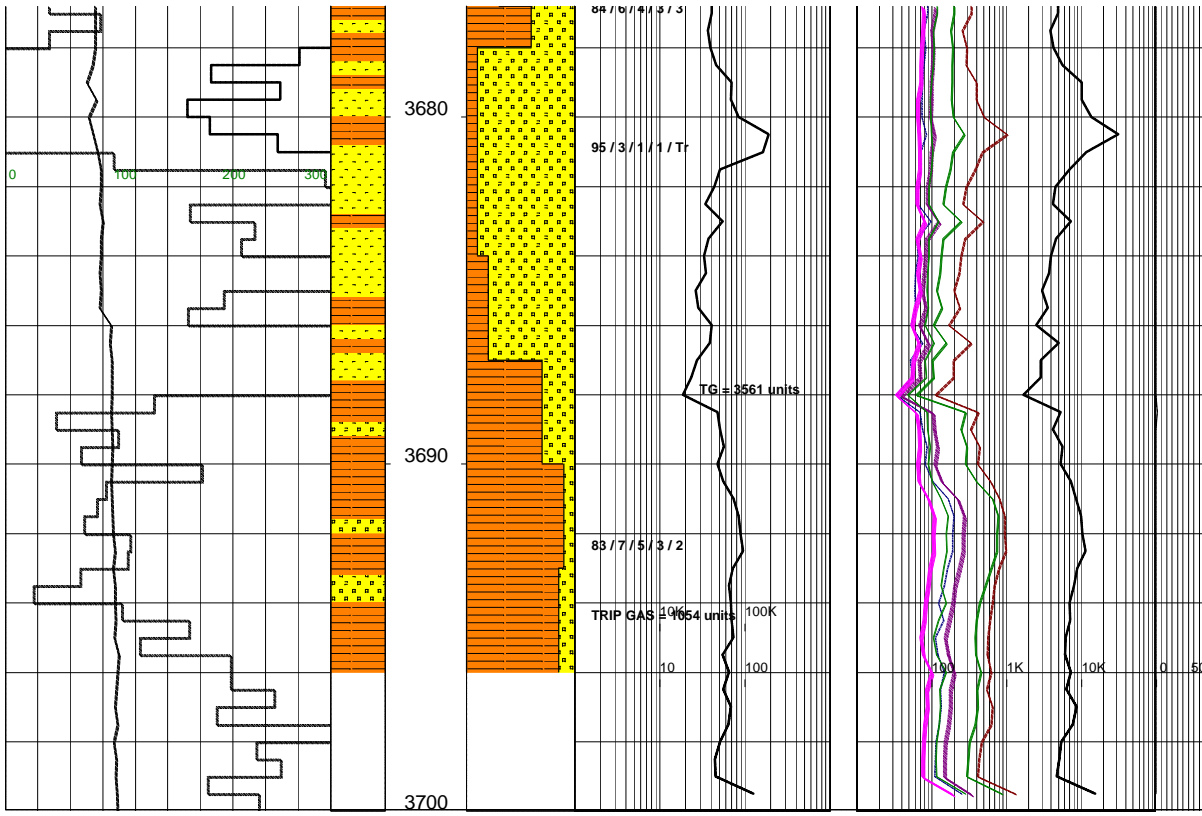 84 / 6 / 4 / 3 / 3
3680
95 / 3 / 1 / 1 / Tr
0 100 200 300
TG = 3561 units
3690
83 / 7 / 5 / 3 / 2
10K 100K
TRIP GAS = 1054 units
10 100
100 1K 10K 0 50
3700